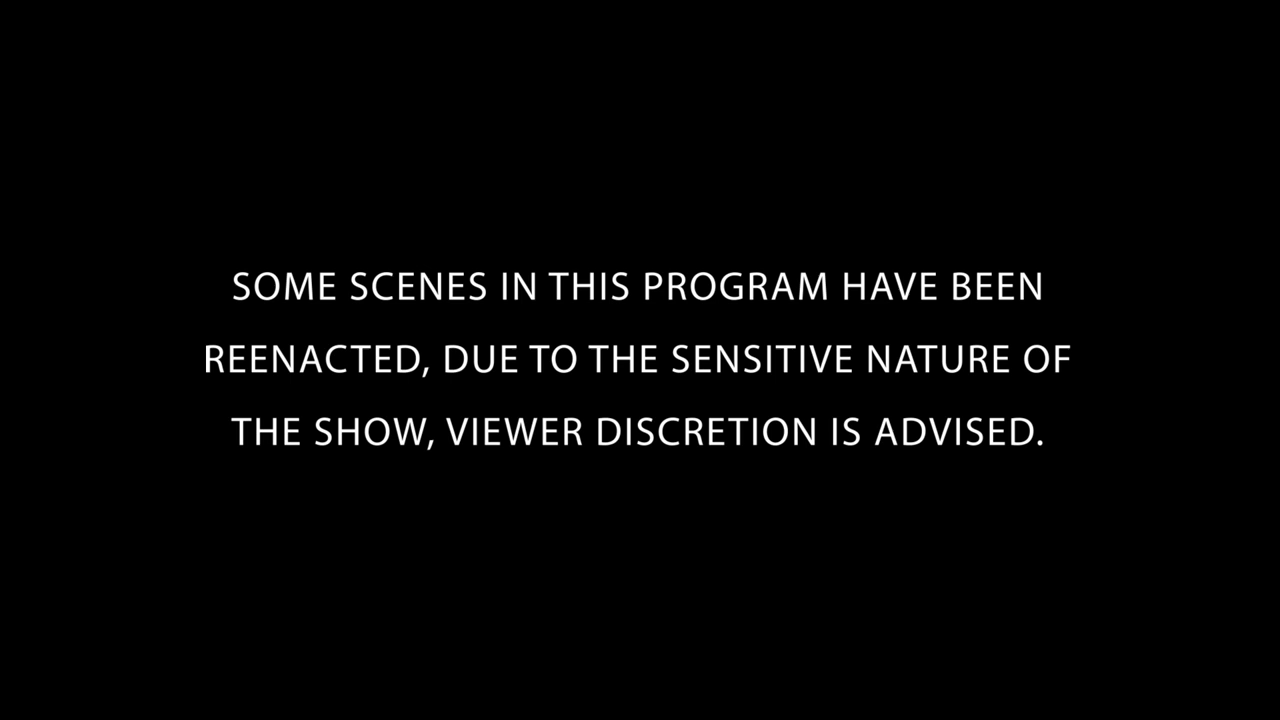 SOME SCENES IN THIS PROGRAM HAVE BEEN
REENACTED, DUE TO THE SENSITIVE NATURE OF
THE SHOW, VIEWER DISCRETION IS ADVISED.